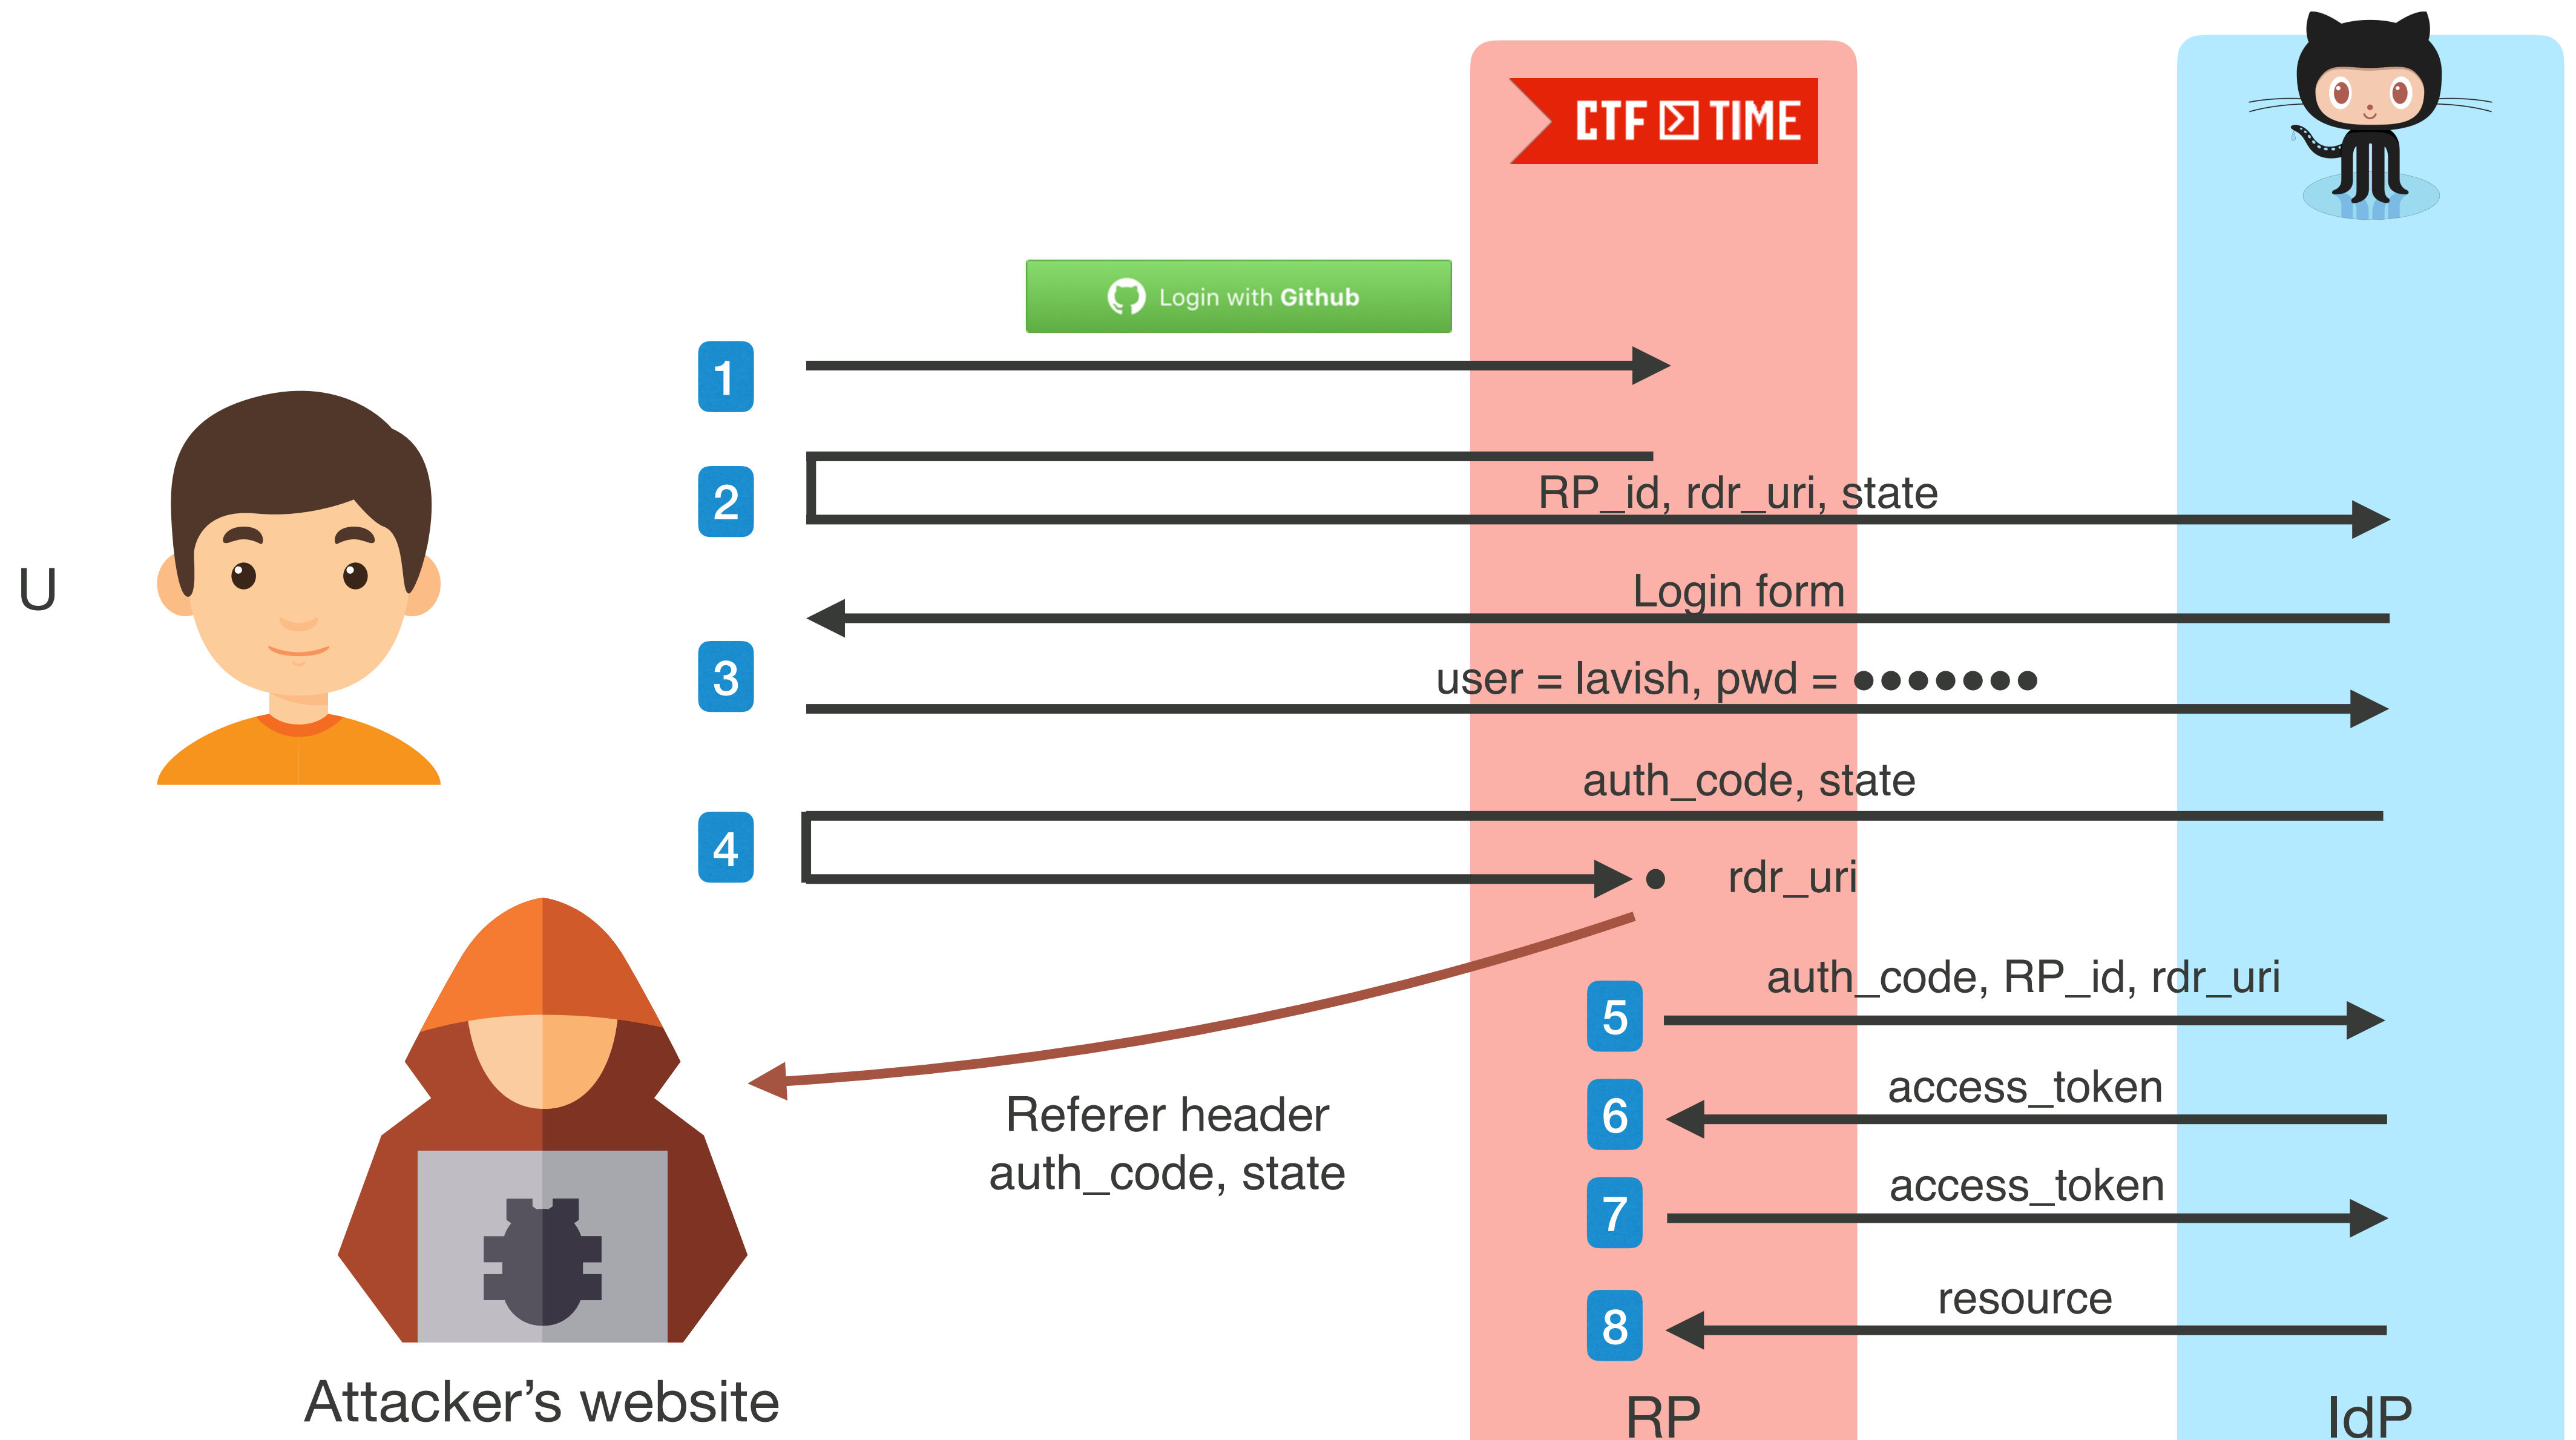 CTF TIME
Login with Github
1
2
RP_id, rdr_uri, state
Login form
U
3
user = lavish, pwd = ●●●●●●●
auth_code, state
4
rdr_uri
5
auth_code, RP_id, rdr_uri
Referer header
auth_code, state
6
access_token
7
access_token
8
resource
Attacker’s website
RP
IdP